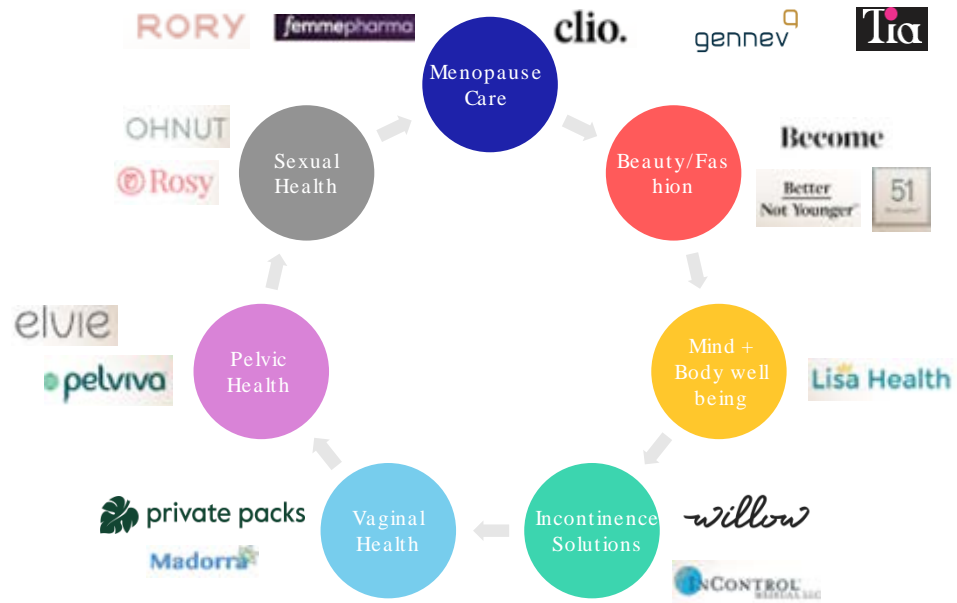 RORY
femmepharma
clio.
gennev
Tia
Menopause
Care
OHNUT
Rosy
Sexual
Health
Beauty/Fas
hion
Become
Better
Not Younger
51
elvie
pelviva
Pelvic
Health
Mind +
Body well
being
Lisa Health
private packs
Madorra
Vaginal
Health
Incontinence
Solutions
willow
INCONTROL
MEDICAL LLC